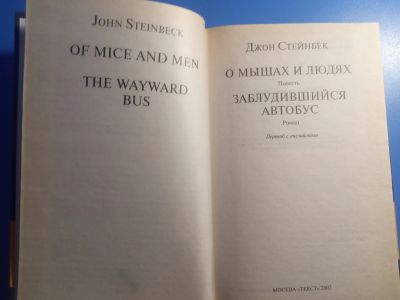 JOHN STEINBECK
OF MICE AND MEN
THE WAYWARD
BUS
ДЖОН СТЕЙНБЕК
О МЫШАХ И ЛЮДЯХ
Повесть
ЗАБЛУДИВШИЙСЯ
АВТОБУС
Роман
Перевод с английского
МОСКВА «ТЕКСТ» 2002